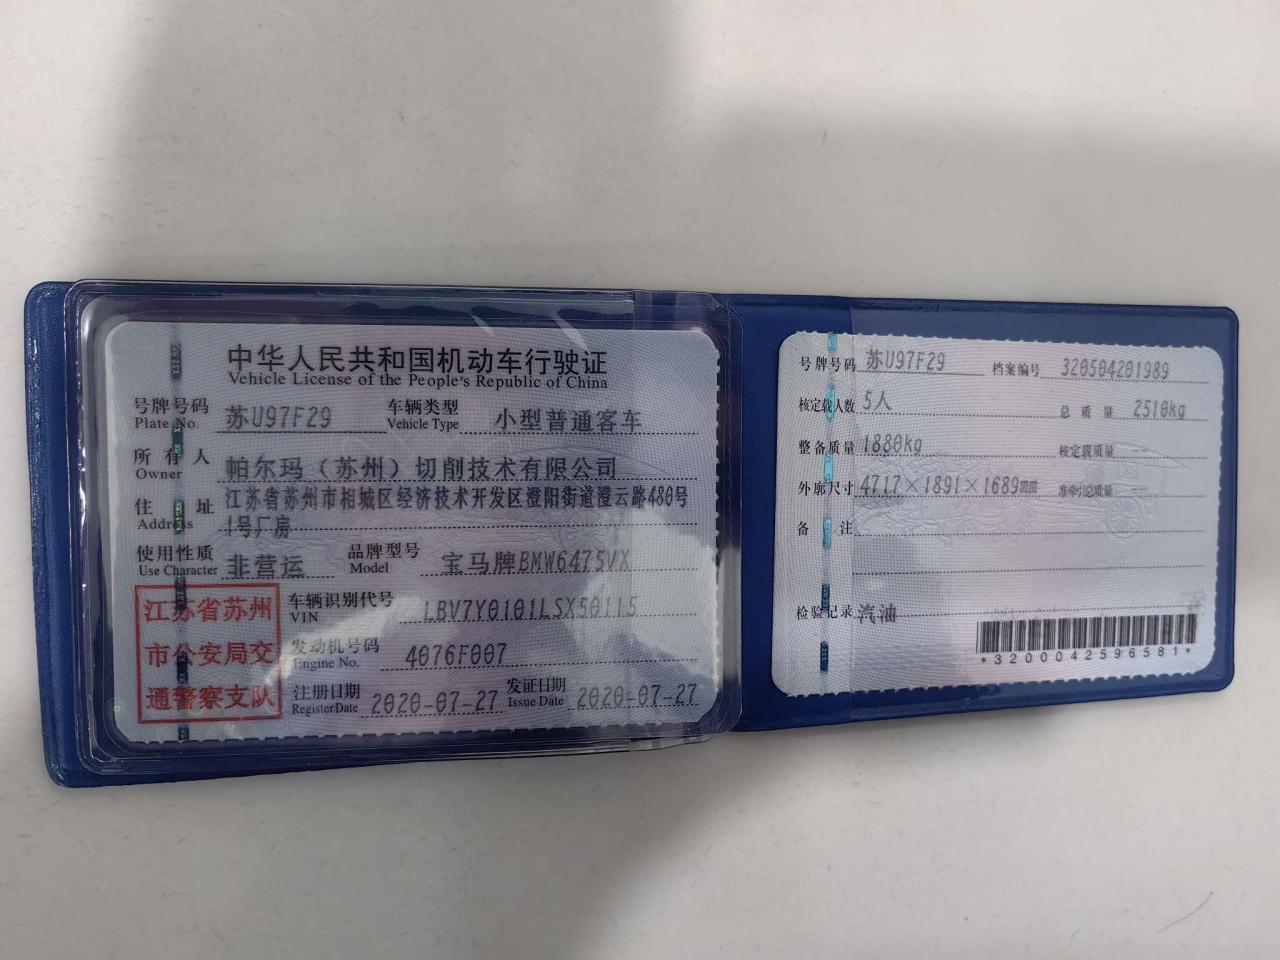 中华人民共和国机动车行驶证
Vehicle License of the People's Republic of China
号牌号码 苏U97F29 车辆类型 小型普通客车
Plate No. Vehicle Type
所有人 帕尔玛（苏州）切削技术有限公司
Owner
住址 江苏省苏州市相城区经济技术开发区澄阳街道澄云路480号
Address 1号厂房
使用性质 非营运 品牌型号 宝马牌BMW6475VX
Use Character Model
江苏省苏州
市公安局交
通警察支队
车辆识别代号 LBV7Y0101LSX50115
VIN
发动机号码 4076F007
Engine No.
注册日期 2020-07-27 发证日期 2020-07-27
Register Date Issue Date
号牌号码 苏U97F29 档案编号 320504201989
核定载人数 5人 总质量 2510kg
整备质量 1880kg 核定载质量 --
外廓尺寸 4717×1891×1689mm 准牵引总质量 --
备注
检验记录 汽油
*3200042596581*